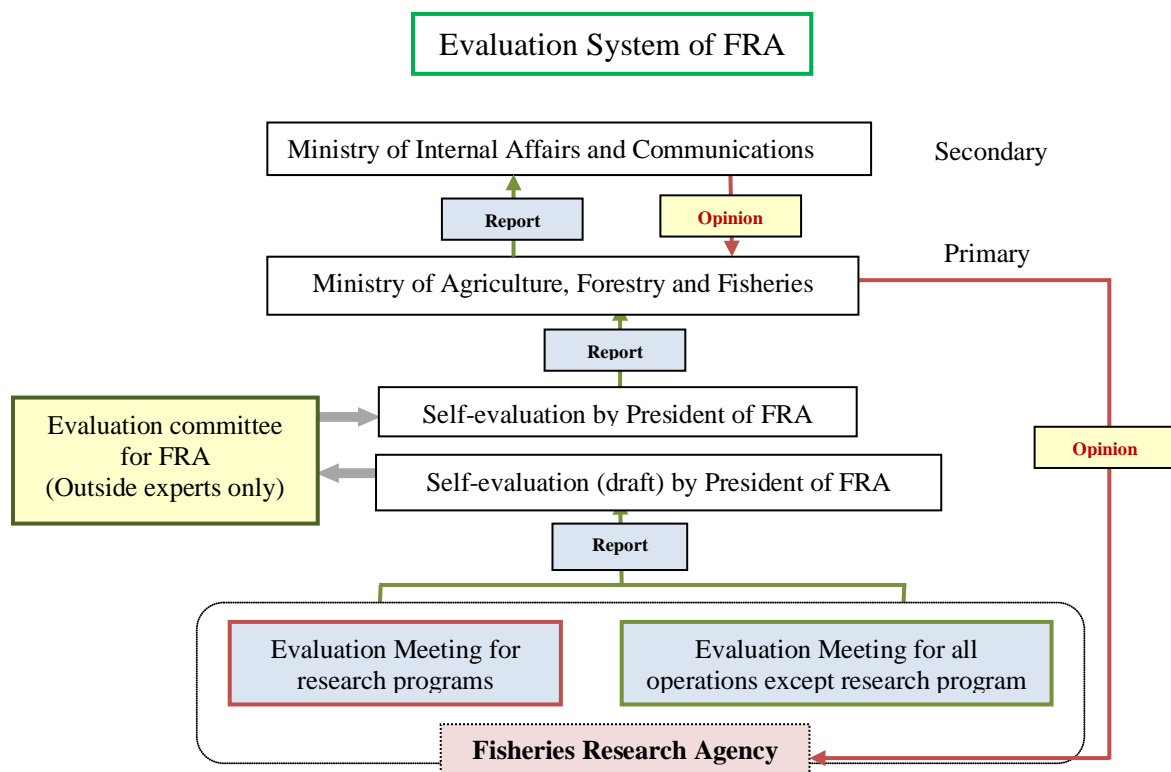 Evaluation System of FRA
Ministry of Internal Affairs and Communications
Secondary
Report
Opinion
Primary
Ministry of Agriculture, Forestry and Fisheries
Report
Self-evaluation by President of FRA
Evaluation committee
for FRA
(Outside experts only)
Opinion
Self-evaluation (draft) by President of FRA
Report
Evaluation Meeting for
research programs
Evaluation Meeting for all
operations except research program
Fisheries Research Agency